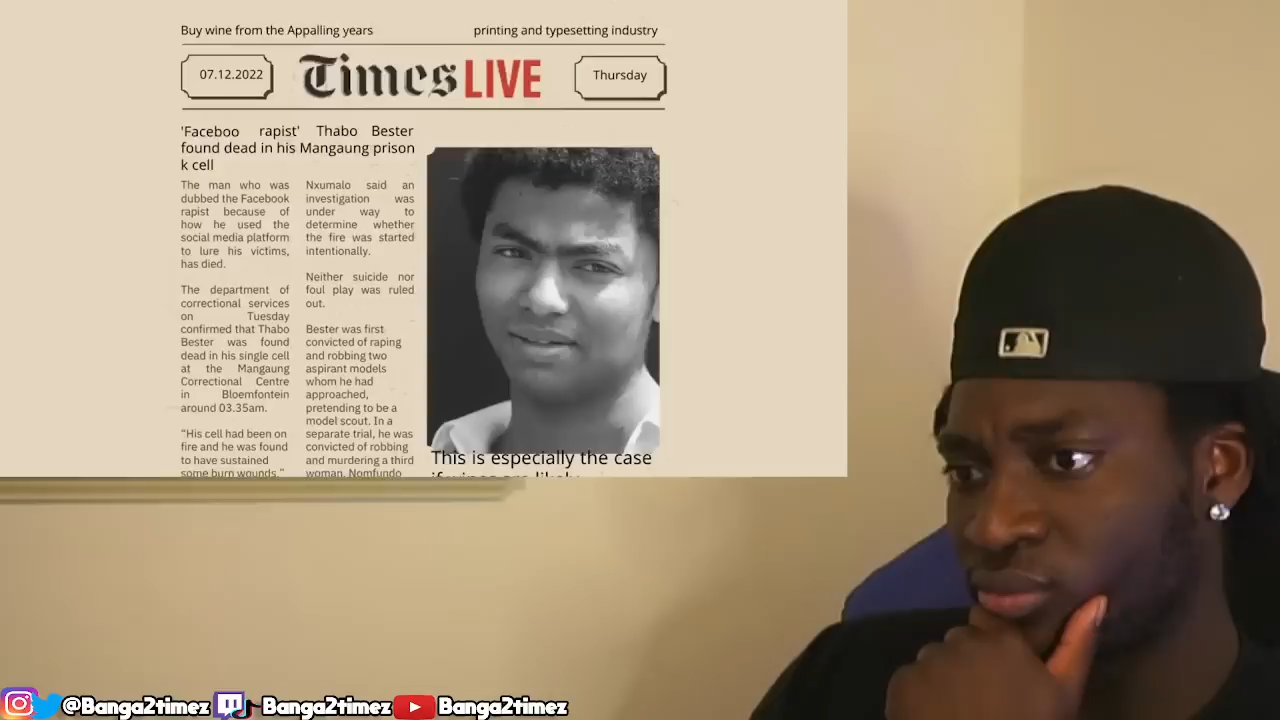 Buy wine from the Appalling years
printing and typesetting industry
07.12.2022
Times LIVE
Thursday
'Faceboo rapist' Thabo Bester
found dead in his Mangaung prison
k cell
The man who was
dubbed the Facebook
rapist because of
how he used the
social media platform
to lure his victims,
has died.
The department of
correctional services
on Tuesday
confirmed that Thabo
Bester was found
dead in his single cell
at the Mangaung
Correctional Centre
in Bloemfontein
around 03.35am.
“His cell had been on
fire and he was found
to have sustained
some burn wounds.”
Nxumalo said an
investigation was
under way to
determine whether
the fire was started
intentionally.
Neither suicide nor
foul play was ruled
out.
Bester was first
convicted of raping
and robbing two
aspirant models
whom he had
approached,
pretending to be a
model scout. In a
separate trial, he was
convicted of robbing
and murdering a third
woman, Nomfundo
This is especially the case
@Banga2timez
Banga2timez
Banga2timez